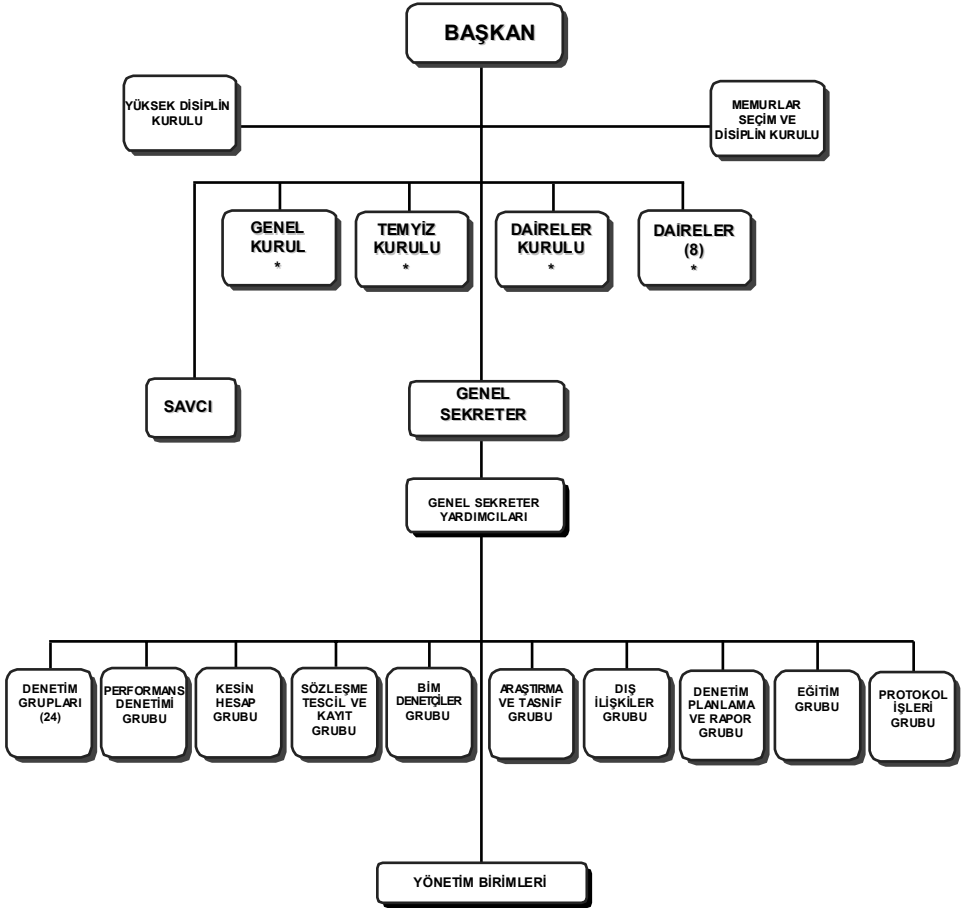 BAŞKAN
YÜKSEK DİSİPLİN
KURULU
MEMURLAR
SEÇİM VE
DİSİPLİN KURULU
GENEL
KURUL
*
TEMYİZ
KURULU
*
DAİRELER
KURULU
*
DAİRELER
(8)
*
SAVCI
GENEL
SEKRETER
GENEL SEKRETER
YARDIMCILARI
DENETİM
GRUPLARI
(24)
PERFORMANS
DENETİMİ
GRUBU
KESİN
HESAP
GRUBU
SÖZLEŞME
TESCİL VE
KAYIT
GRUBU
BİM
DENETÇİLER
GRUBU
ARAŞTIRMA
VE TASNİF
GRUBU
DIŞ
İLİŞKİLER
GRUBU
DENETİM
PLANLAMA
VE RAPOR
GRUBU
EĞİTİM
GRUBU
PROTOKOL
İŞLERİ
GRUBU
YÖNETİM BİRİMLERİ